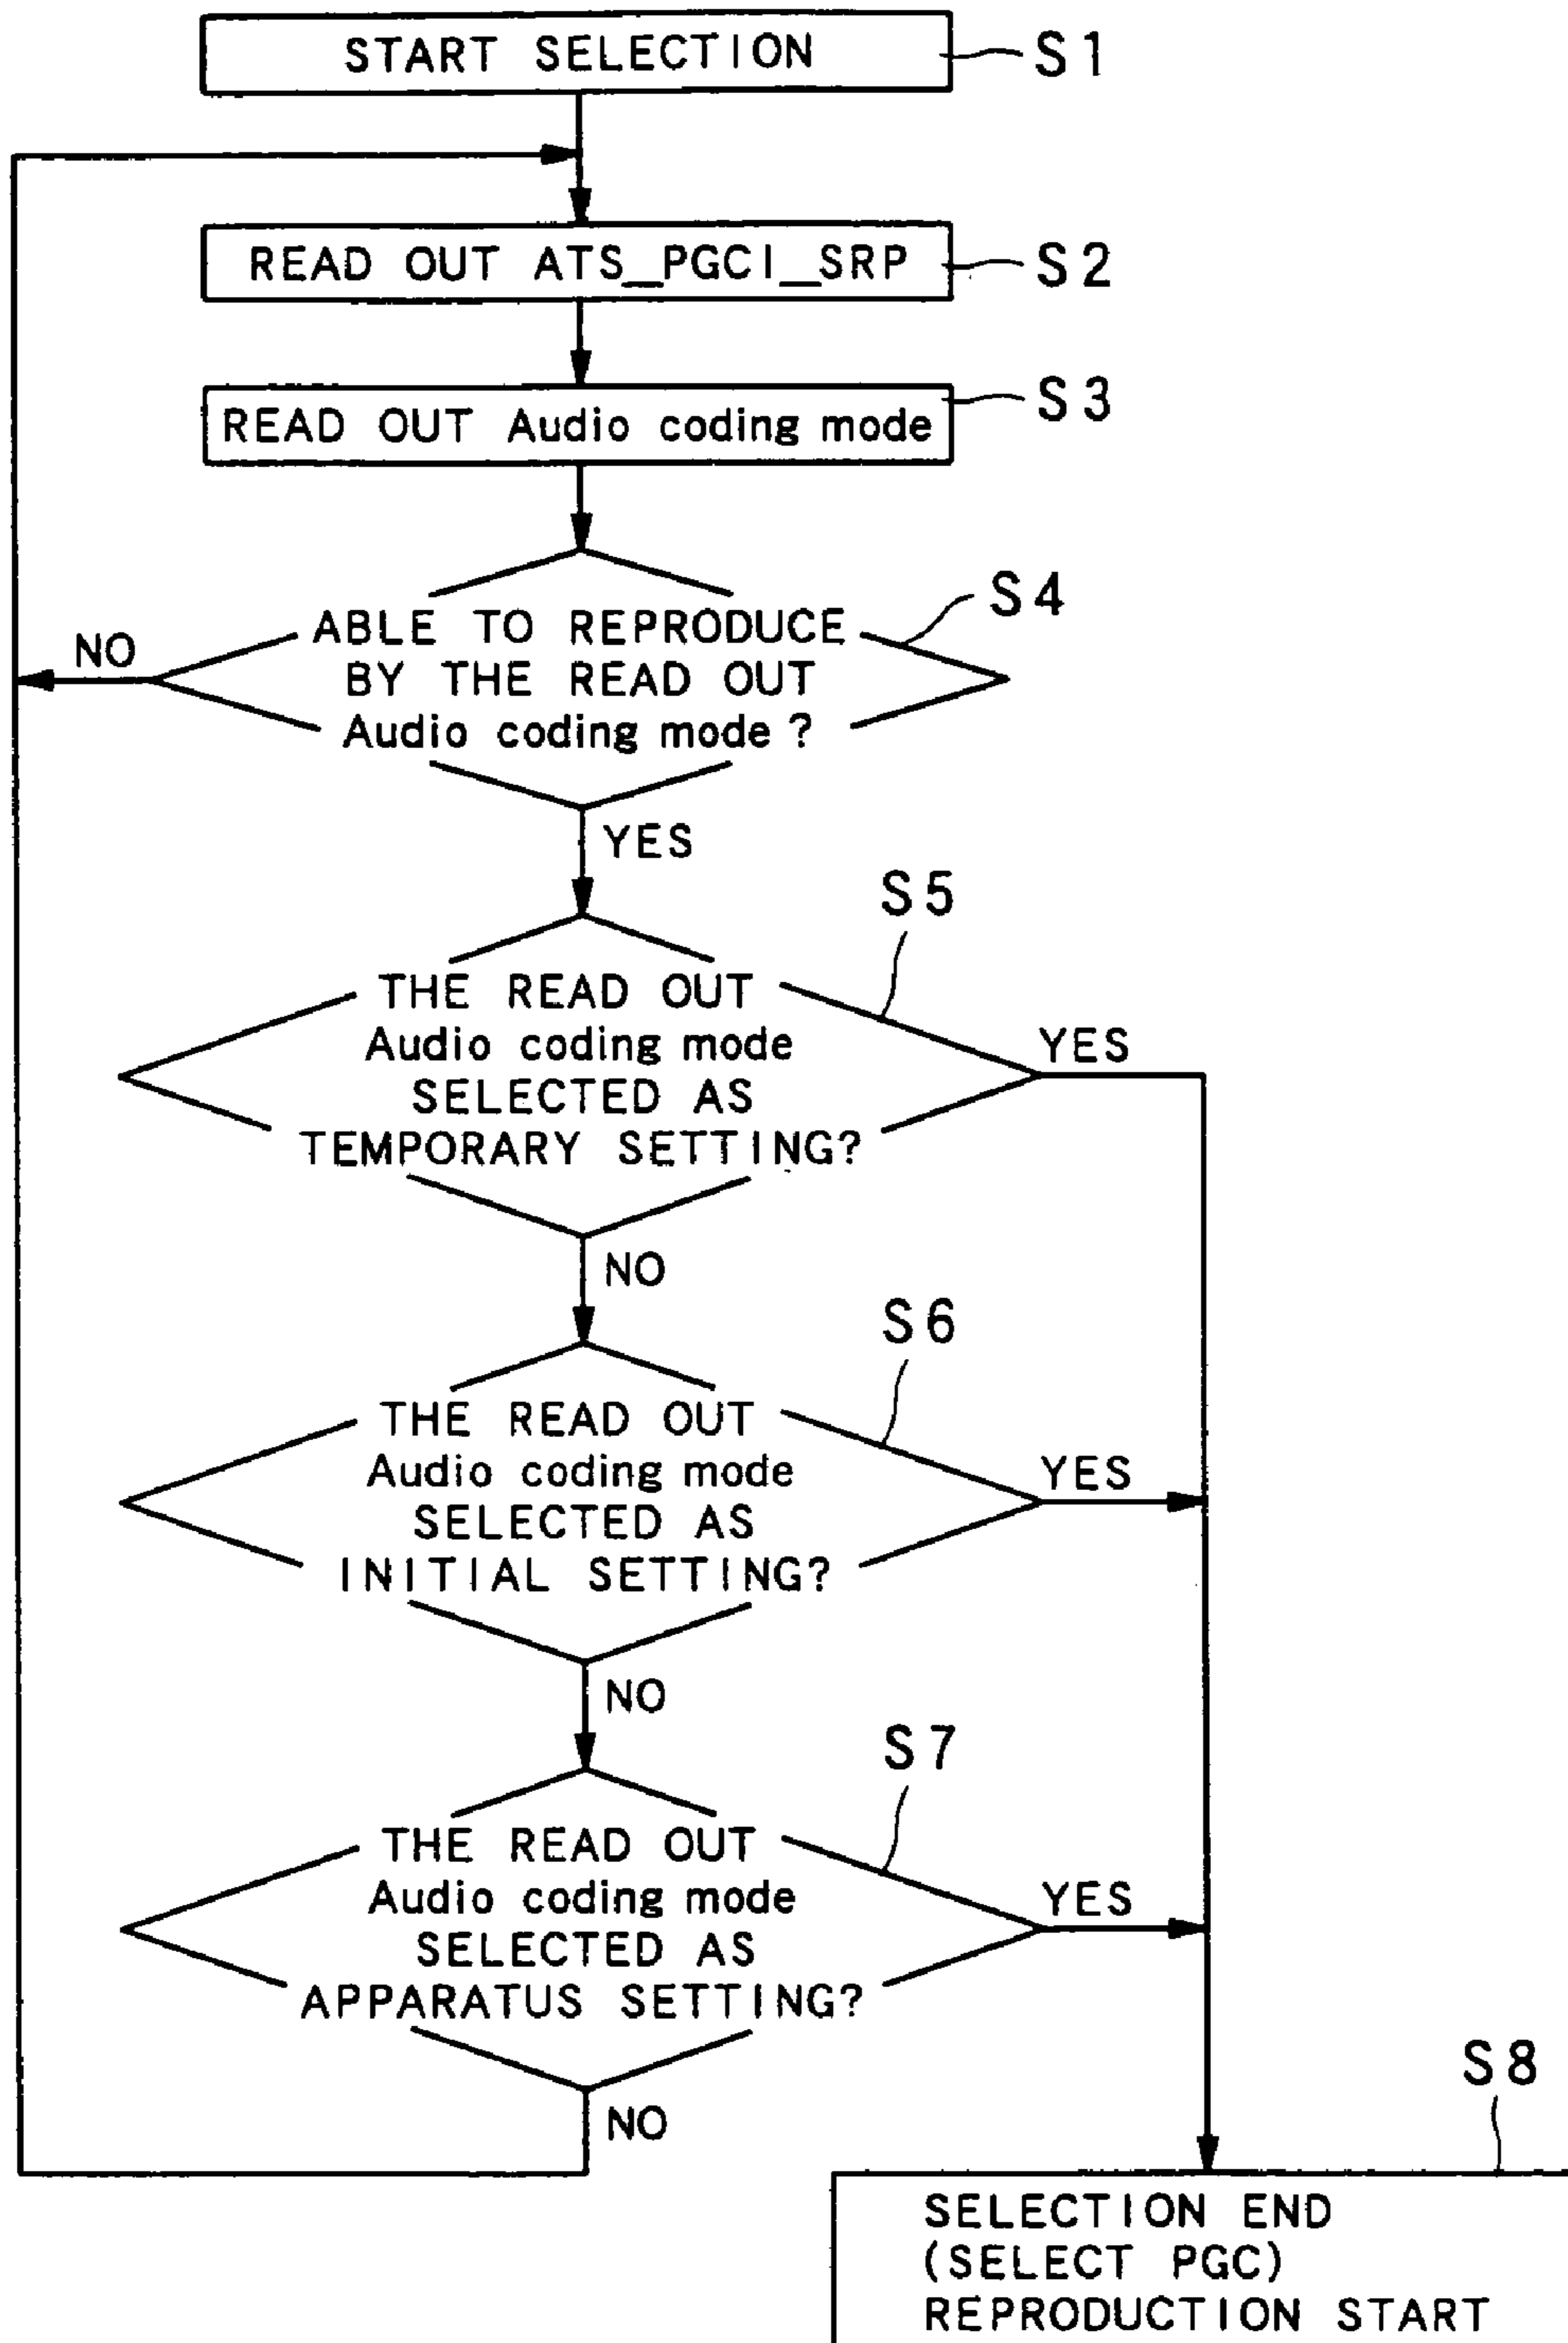 START SELECTION
S1
READ OUT ATS_PGCI_SRP
S2
READ OUT Audio coding mode
S3
ABLE TO REPRODUCE
BY THE READ OUT
Audio coding mode?
S4
NO
YES
THE READ OUT
Audio coding mode
SELECTED AS
TEMPORARY SETTING?
S5
YES
NO
THE READ OUT
Audio coding mode
SELECTED AS
INITIAL SETTING?
S6
YES
NO
THE READ OUT
Audio coding mode
SELECTED AS
APPARATUS SETTING?
S7
YES
NO
S8
SELECTION END
(SELECT PGC)
REPRODUCTION START